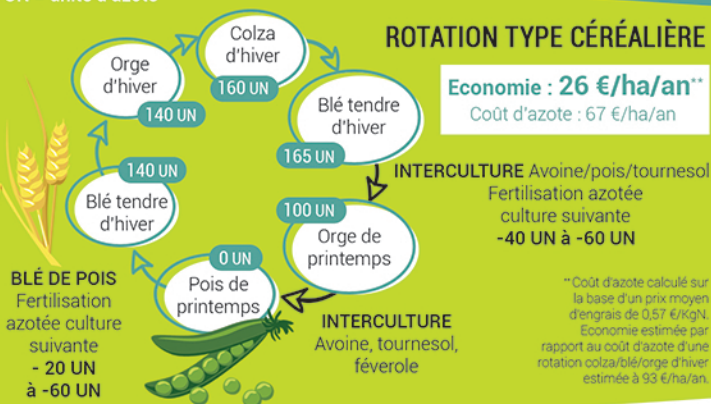 ROTATION TYPE CÉRÉALIÈRE
Economie : 26 €/ha/an**
Coût d'azote : 67 €/ha/an
Colza
d'hiver
160 UN
Orge
d'hiver
140 UN
Blé tendre
d'hiver
165 UN
INTERCULTURE Avoine/pois/tournesol
Fertilisation azotée
culture suivante
-40 UN à -60 UN
140 UN
Blé tendre
d'hiver
100 UN
Orge de
printemps
0 UN
Pois de
printemps
BLÉ DE POIS
Fertilisation
azotée culture
suivante
- 20 UN
à -60 UN
INTERCULTURE
Avoine, tournesol,
féverole
**Coût d'azote calculé sur
la base d'un prix moyen
d'engrais de 0,57 €/KgN.
Economie estimée par
rapport au coût d'azote d'une
rotation colza/blé/orge d'hiver
estimée à 93 €/ha/an.